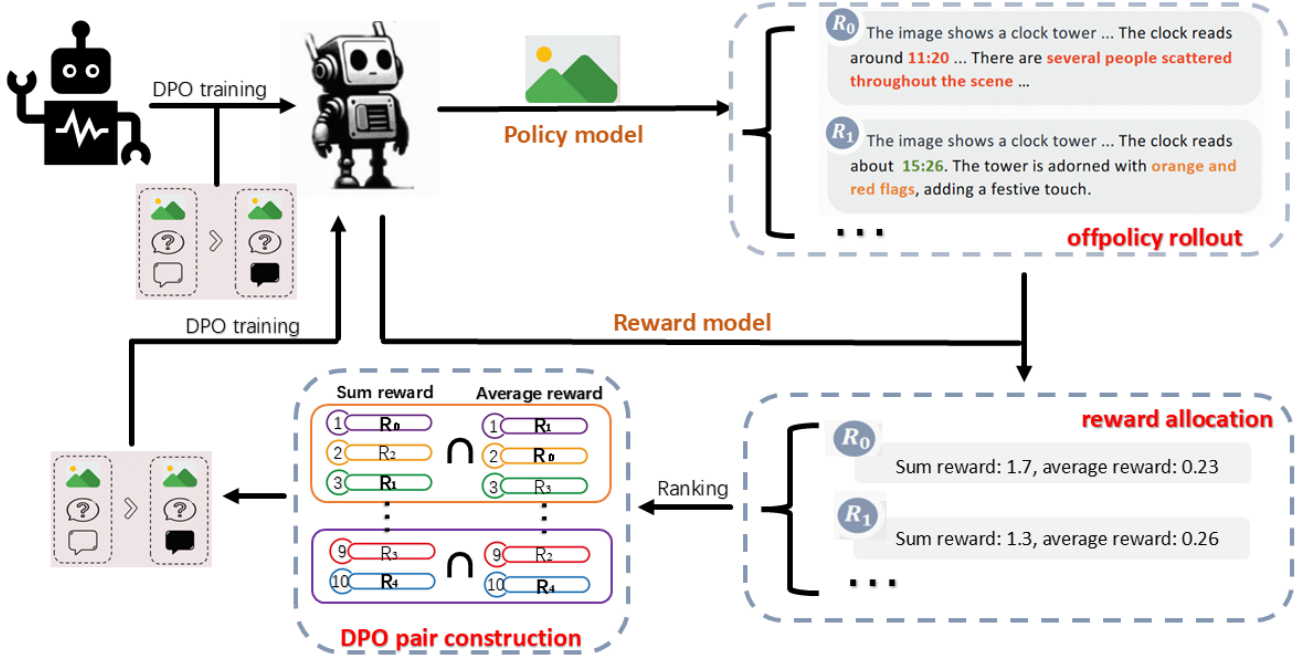 DPO training
Policy model
R0
The image shows a clock tower ... The clock reads
around 11:20 ... There are several people scattered
throughout the scene ...
R1
The image shows a clock tower ... The clock reads
about 15:26. The tower is adorned with orange and
red flags, adding a festive touch.
...
offpolicy rollout
?
?
DPO training
Reward model
reward allocation
R0
Sum reward: 1.7, average reward: 0.23
R1
Sum reward: 1.3, average reward: 0.26
...
Ranking
Sum reward
Average reward
1 R0 ∩ 1 R1
2 R2 2 R0
3 R1 3 R3
9 R3 ∩ 9 R2
10 R4 10 R4
DPO pair construction
?
?